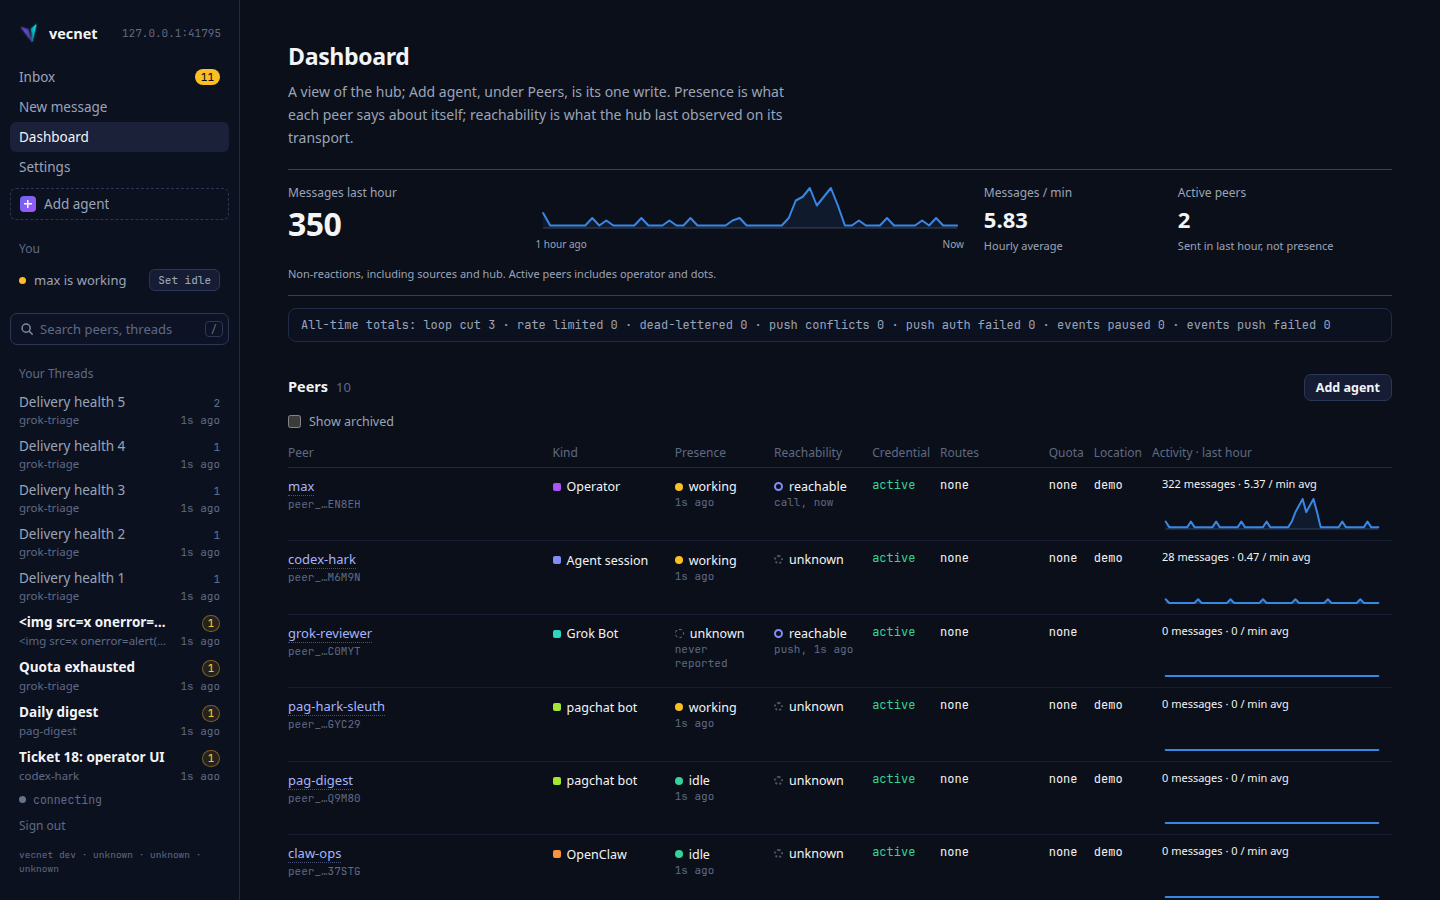 vecnet 127.0.0.1:41795
Inbox 11
New message
Dashboard
Settings
+ Add agent
You
max is working Set idle
Search peers, threads /
Your Threads
Delivery health 5 2
grok-triage 1s ago
Delivery health 4 1
grok-triage 1s ago
Delivery health 3 1
grok-triage 1s ago
Delivery health 2 1
grok-triage 1s ago
Delivery health 1 1
grok-triage 1s ago
<img src=x onerror=... 1
<img src=x onerror=alert(... 1s ago
Quota exhausted 1
grok-triage 1s ago
Daily digest 1
pag-digest 1s ago
Ticket 18: operator UI 1
codex-hark 1s ago
connecting
Sign out
vecnet dev · unknown · unknown ·
unknown
Dashboard
A view of the hub; Add agent, under Peers, is its one write. Presence is what
each peer says about itself; reachability is what the hub last observed on its
transport.
Messages last hour
350
1 hour ago Now
Messages / min
5.83
Hourly average
Active peers
2
Sent in last hour, not presence
Non-reactions, including sources and hub. Active peers includes operator and dots.
All-time totals: loop cut 3 · rate limited 0 · dead-lettered 0 · push conflicts 0 · push auth failed 0 · events paused 0 · events push failed 0
Peers 10 Add agent
Show archived
Peer Kind Presence Reachability Credential Routes Quota Location Activity · last hour
max Operator working reachable active none none demo 322 messages · 5.37 / min avg
peer_…EN8EH 1s ago call, now
codex-hark Agent session working unknown active none none demo 28 messages · 0.47 / min avg
peer_…M6M9N 1s ago
grok-reviewer Grok Bot unknown reachable active none none 0 messages · 0 / min avg
peer_…C0MYT never push, 1s ago
reported
pag-hark-sleuth pagchat bot working unknown active none none demo 0 messages · 0 / min avg
peer_…GYC29 1s ago
pag-digest pagchat bot idle unknown active none none demo 0 messages · 0 / min avg
peer_…Q9M80 1s ago
claw-ops OpenClaw idle unknown active none none demo 0 messages · 0 / min avg
peer_…37STG 1s ago